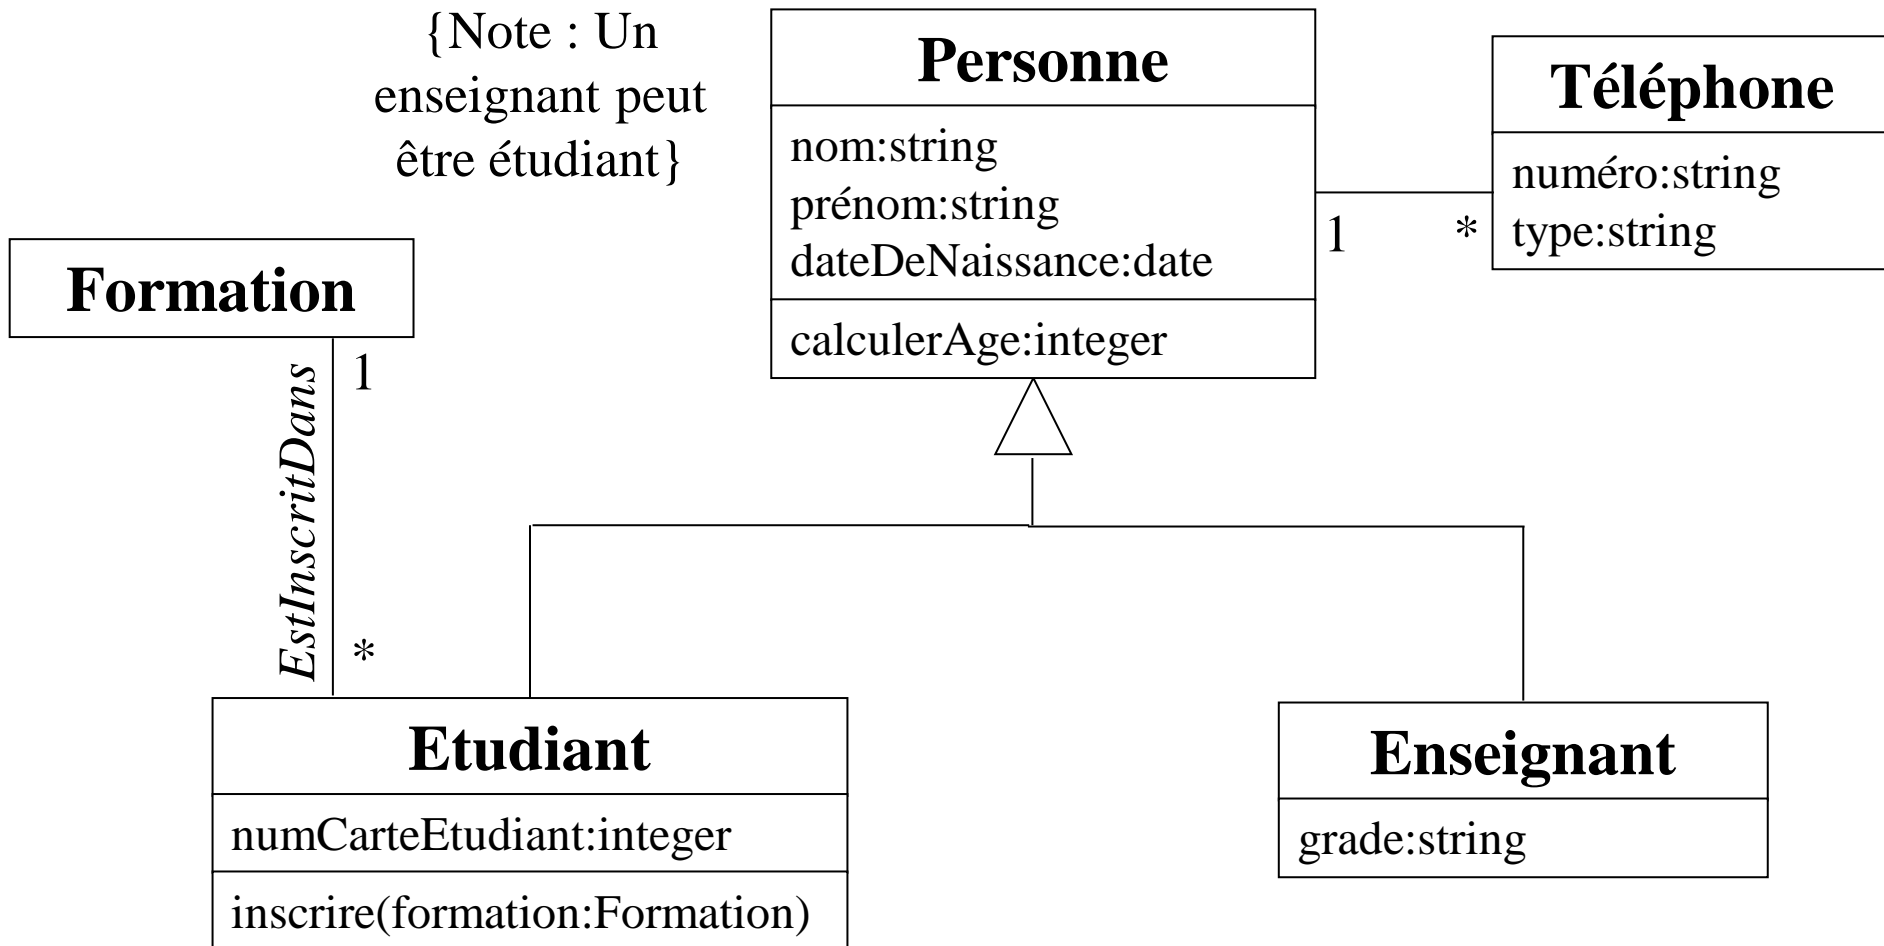 {Note : Un
enseignant peut
être étudiant}
Personne
nom:string
prénom:string
dateDeNaissance:date
calculerAge:integer
Téléphone
numéro:string
type:string
1
*
Formation
1
EstInscritDans
*
Etudiant
numCarteEtudiant:integer
inscrire(formation:Formation)
Enseignant
grade:string